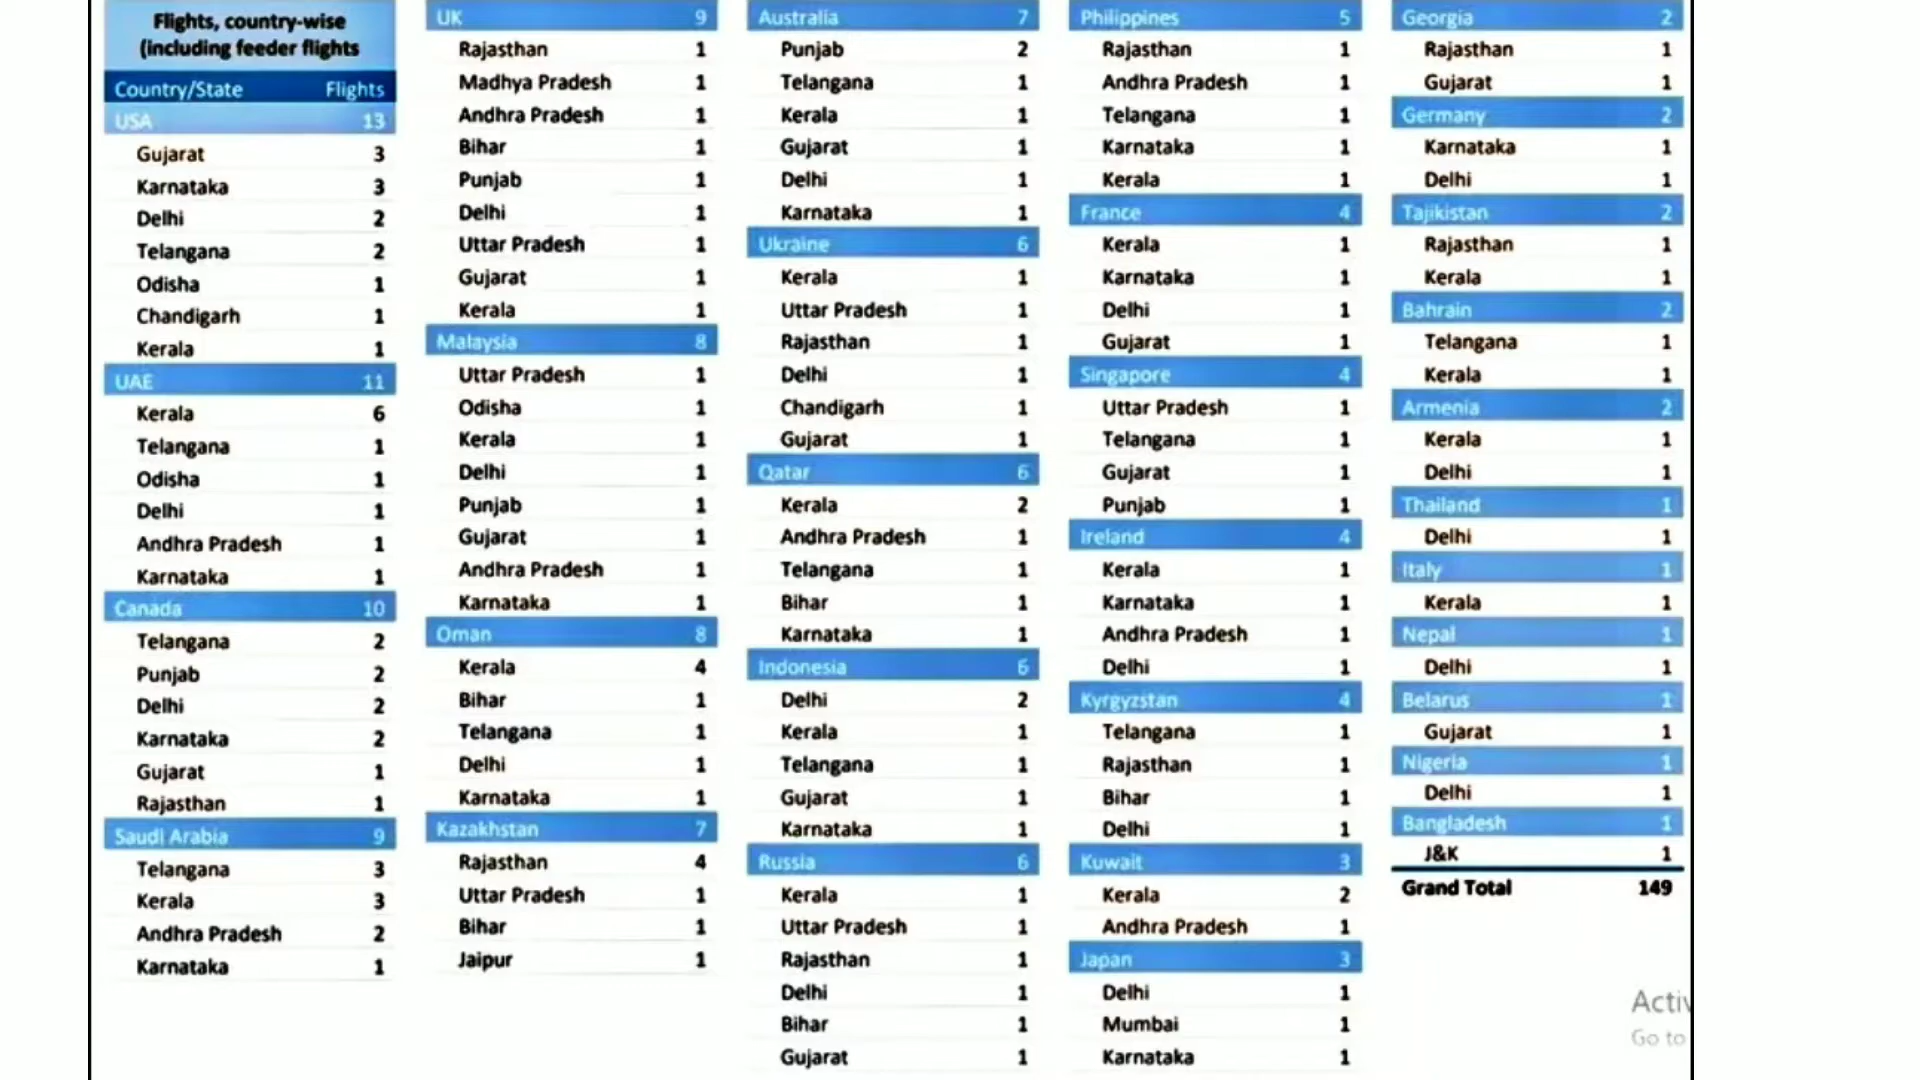 Flights, country-wise
(including feeder flights
Country/State Flights
USA 13
Gujarat 3
Karnataka 3
Delhi 2
Telangana 2
Odisha 1
Chandigarh 1
Kerala 1
UAE 11
Kerala 6
Telangana 1
Odisha 1
Delhi 1
Andhra Pradesh 1
Karnataka 1
Canada 10
Telangana 2
Punjab 2
Delhi 2
Karnataka 2
Gujarat 1
Rajasthan 1
Saudi Arabia 9
Telangana 3
Kerala 3
Andhra Pradesh 2
Karnataka 1
UK 9
Rajasthan 1
Madhya Pradesh 1
Andhra Pradesh 1
Bihar 1
Punjab 1
Delhi 1
Uttar Pradesh 1
Gujarat 1
Kerala 1
Malaysia 8
Uttar Pradesh 1
Odisha 1
Kerala 1
Delhi 1
Punjab 1
Gujarat 1
Andhra Pradesh 1
Karnataka 1
Oman 8
Kerala 4
Bihar 1
Telangana 1
Delhi 1
Karnataka 1
Kazakhstan 7
Rajasthan 4
Uttar Pradesh 1
Bihar 1
Jaipur 1
Australia 7
Punjab 2
Telangana 1
Kerala 1
Gujarat 1
Delhi 1
Karnataka 1
Ukraine 6
Kerala 1
Uttar Pradesh 1
Rajasthan 1
Delhi 1
Chandigarh 1
Gujarat 1
Qatar 6
Kerala 2
Andhra Pradesh 1
Telangana 1
Bihar 1
Karnataka 1
Indonesia 6
Delhi 2
Kerala 1
Telangana 1
Gujarat 1
Karnataka 1
Russia 6
Kerala 1
Uttar Pradesh 1
Rajasthan 1
Delhi 1
Bihar 1
Gujarat 1
Philippines 5
Rajasthan 1
Andhra Pradesh 1
Telangana 1
Karnataka 1
Kerala 1
France 4
Kerala 1
Karnataka 1
Delhi 1
Gujarat 1
Singapore 4
Uttar Pradesh 1
Telangana 1
Gujarat 1
Punjab 1
Ireland 4
Kerala 1
Karnataka 1
Andhra Pradesh 1
Delhi 1
Kyrgyzstan 4
Telangana 1
Rajasthan 1
Bihar 1
Delhi 1
Kuwait 3
Kerala 2
Andhra Pradesh 1
Japan 3
Delhi 1
Mumbai 1
Karnataka 1
Georgia 2
Rajasthan 1
Gujarat 1
Germany 2
Karnataka 1
Delhi 1
Tajikistan 2
Rajasthan 1
Kerala 1
Bahrain 2
Telangana 1
Kerala 1
Armenia 2
Kerala 1
Delhi 1
Thailand 1
Delhi 1
Italy 1
Kerala 1
Nepal 1
Delhi 1
Belarus 1
Gujarat 1
Nigeria 1
Delhi 1
Bangladesh 1
J&K 1
Grand Total 149
Go to